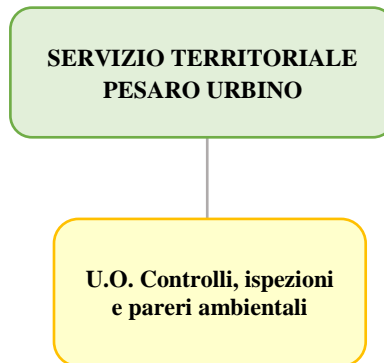 SERVIZIO TERRITORIALE
PESARO URBINO
U.O. Controlli, ispezioni
e pareri ambientali